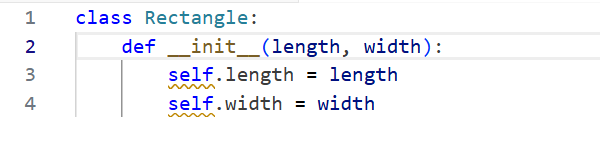 1 class Rectangle:
2     def __init__(length, width):
3         self.length = length
4         self.width = width